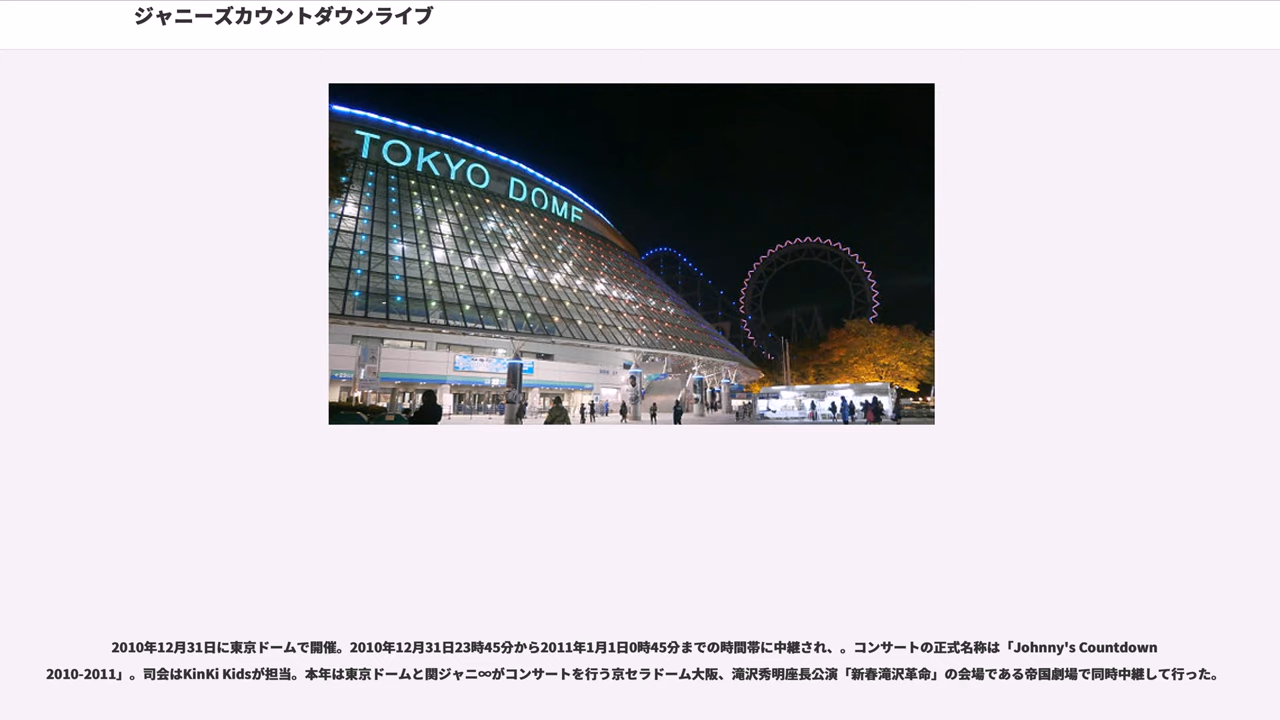 ジャニーズカウントダウンライブ
TOKYO DOME
2010年12月31日に東京ドームで開催。2010年12月31日23時45分から2011年1月1日0時45分までの時間帯に中継され、。コンサートの正式名称は「Johnny's Countdown
2010-2011」。司会はKinKi Kidsが担当。本年は東京ドームと関ジャニ∞がコンサートを行う京セラドーム大阪、滝沢秀明座長公演「新春滝沢革命」の会場である帝国劇場で同時中継して行った。